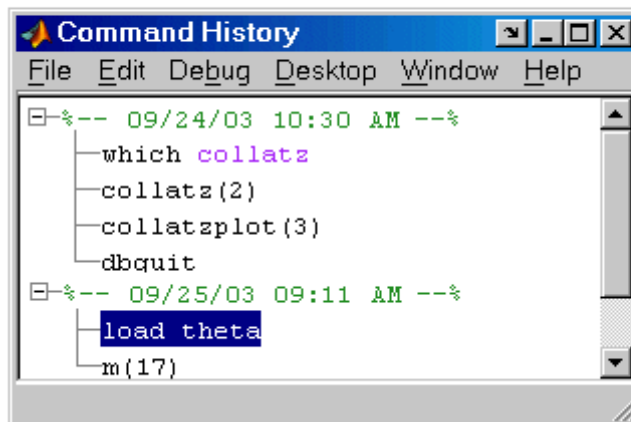 Command History
File Edit Debug Desktop Window Help
%-- 09/24/03 10:30 AM --%
which collatz
collatz(2)
collatzplot(3)
dbquit
%-- 09/25/03 09:11 AM --%
load theta
m(17)